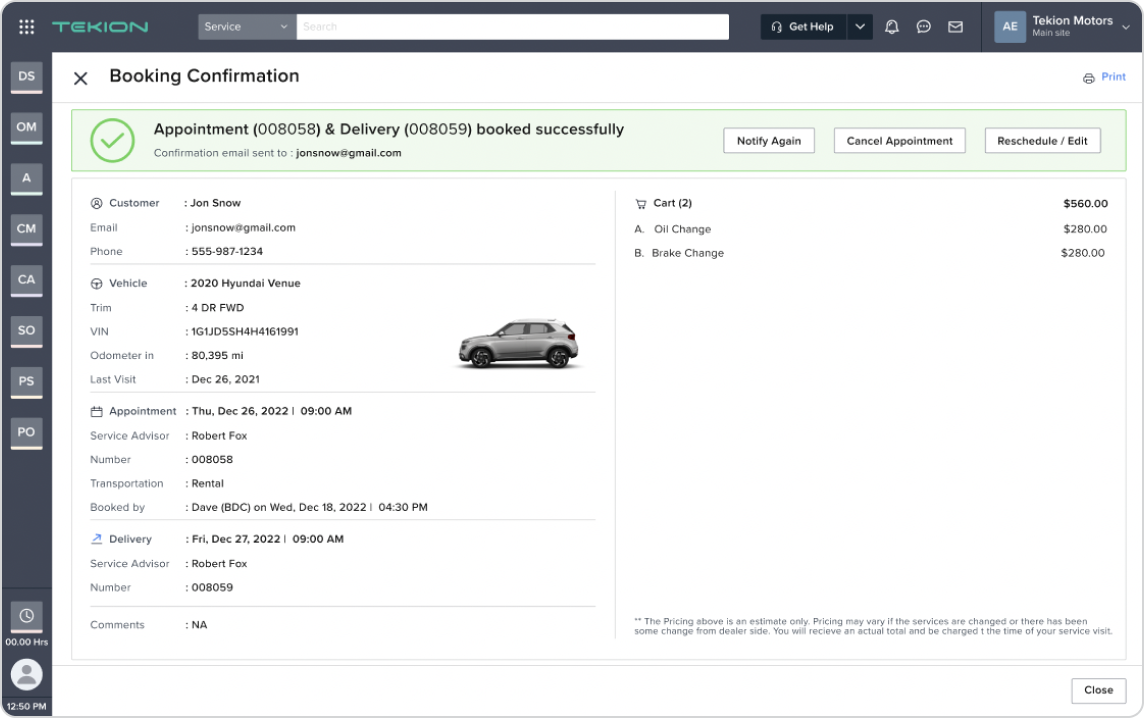 TEKION
Service
Search
Get Help
AE
Tekion Motors
Main site
DS
OM
A
CM
CA
SO
PS
PO
00.00 Hrs
12:50 PM
Booking Confirmation
Print
Appointment (008058) & Delivery (008059) booked successfully
Confirmation email sent to : jonsnow@gmail.com
Notify Again
Cancel Appointment
Reschedule / Edit
Customer : Jon Snow
Email : jonsnow@gmail.com
Phone : 555-987-1234
Vehicle : 2020 Hyundai Venue
Trim : 4 DR FWD
VIN : 1G1JD5SH4H4161991
Odometer in : 80,395 mi
Last Visit : Dec 26, 2021
Appointment : Thu, Dec 26, 2022 | 09:00 AM
Service Advisor : Robert Fox
Number : 008058
Transportation : Rental
Booked by : Dave (BDC) on Wed, Dec 18, 2022 | 04:30 PM
Delivery : Fri, Dec 27, 2022 | 09:00 AM
Service Advisor : Robert Fox
Number : 008059
Comments : NA
Cart (2) $560.00
A. Oil Change $280.00
B. Brake Change $280.00
** The Pricing above is an estimate only. Pricing may vary if the services are changed or there has been
some change from dealer side. You will recieve an actual total and be charged t the time of your service visit.
Close